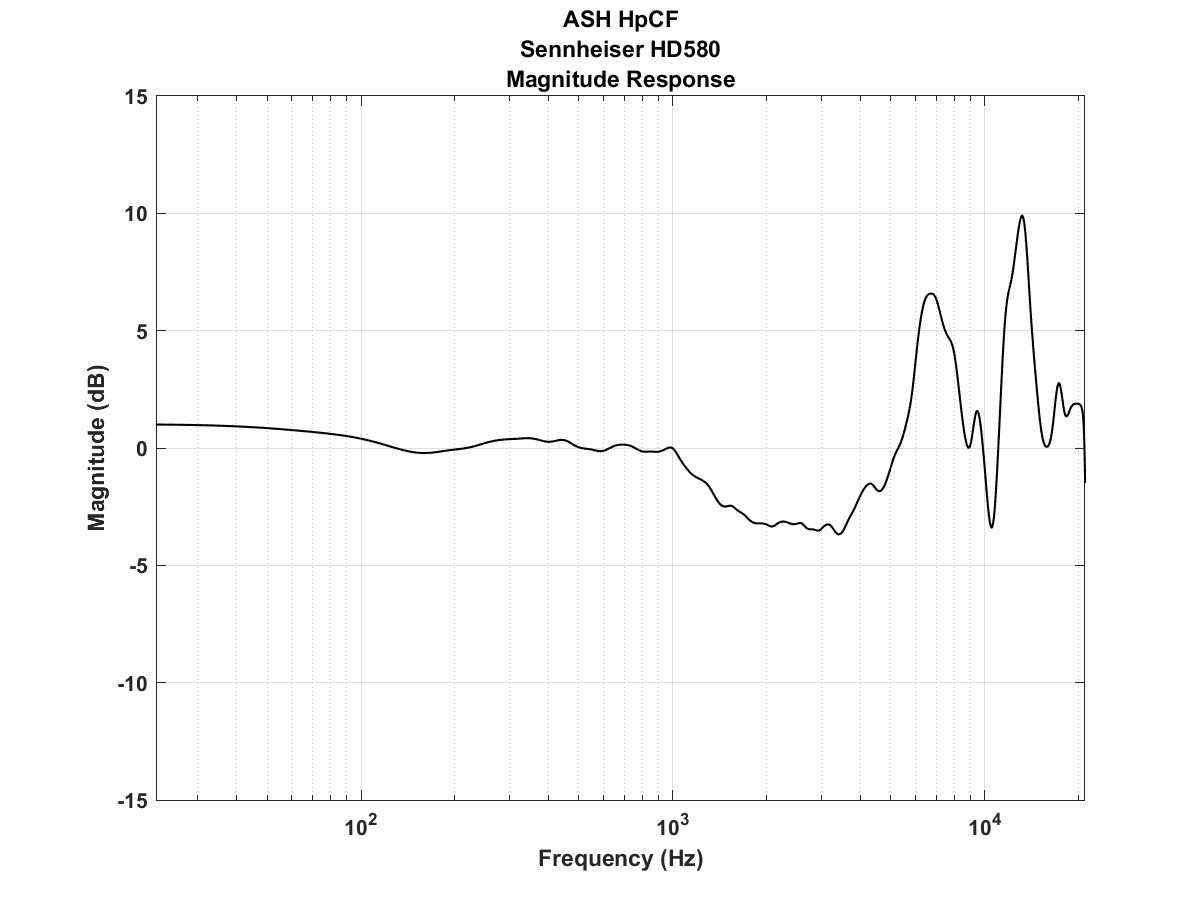 ASH HpCF
Sennheiser HD580
Magnitude Response
15
10
5
0
-5
-10
-15
Magnitude (dB)
10^2
10^3
10^4
Frequency (Hz)